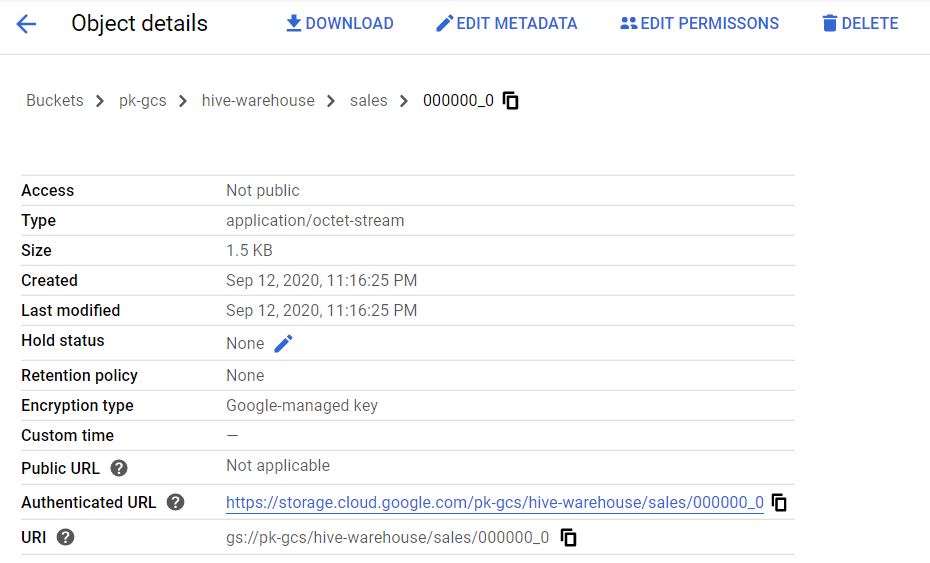 Object details DOWNLOAD EDIT METADATA EDIT PERMISSONS DELETE
Buckets pk-gcs hive-warehouse sales 000000_0
Access Not public
Type application/octet-stream
Size 1.5 KB
Created Sep 12, 2020, 11:16:25 PM
Last modified Sep 12, 2020, 11:16:25 PM
Hold status None
Retention policy None
Encryption type Google-managed key
Custom time —
Public URL ? Not applicable
Authenticated URL ? https://storage.cloud.google.com/pk-gcs/hive-warehouse/sales/000000_0
URI ? gs://pk-gcs/hive-warehouse/sales/000000_0